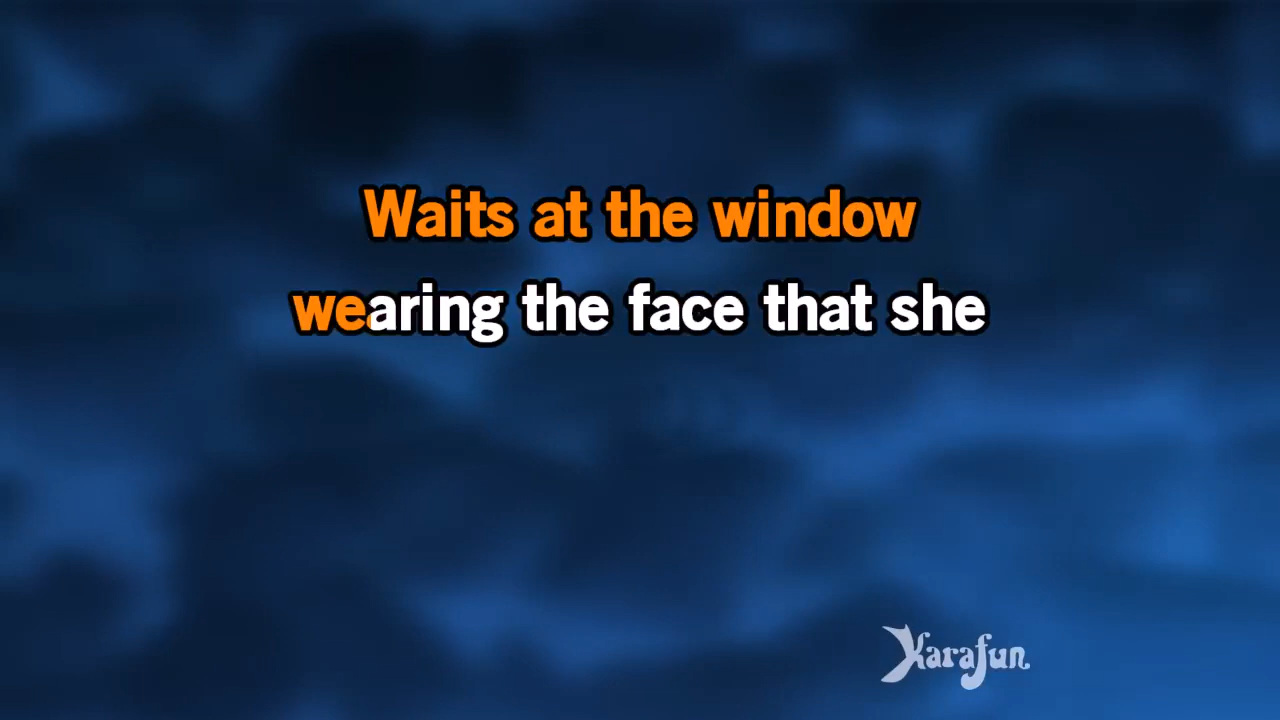 Waits at the window
wearing the face that she
Karafun